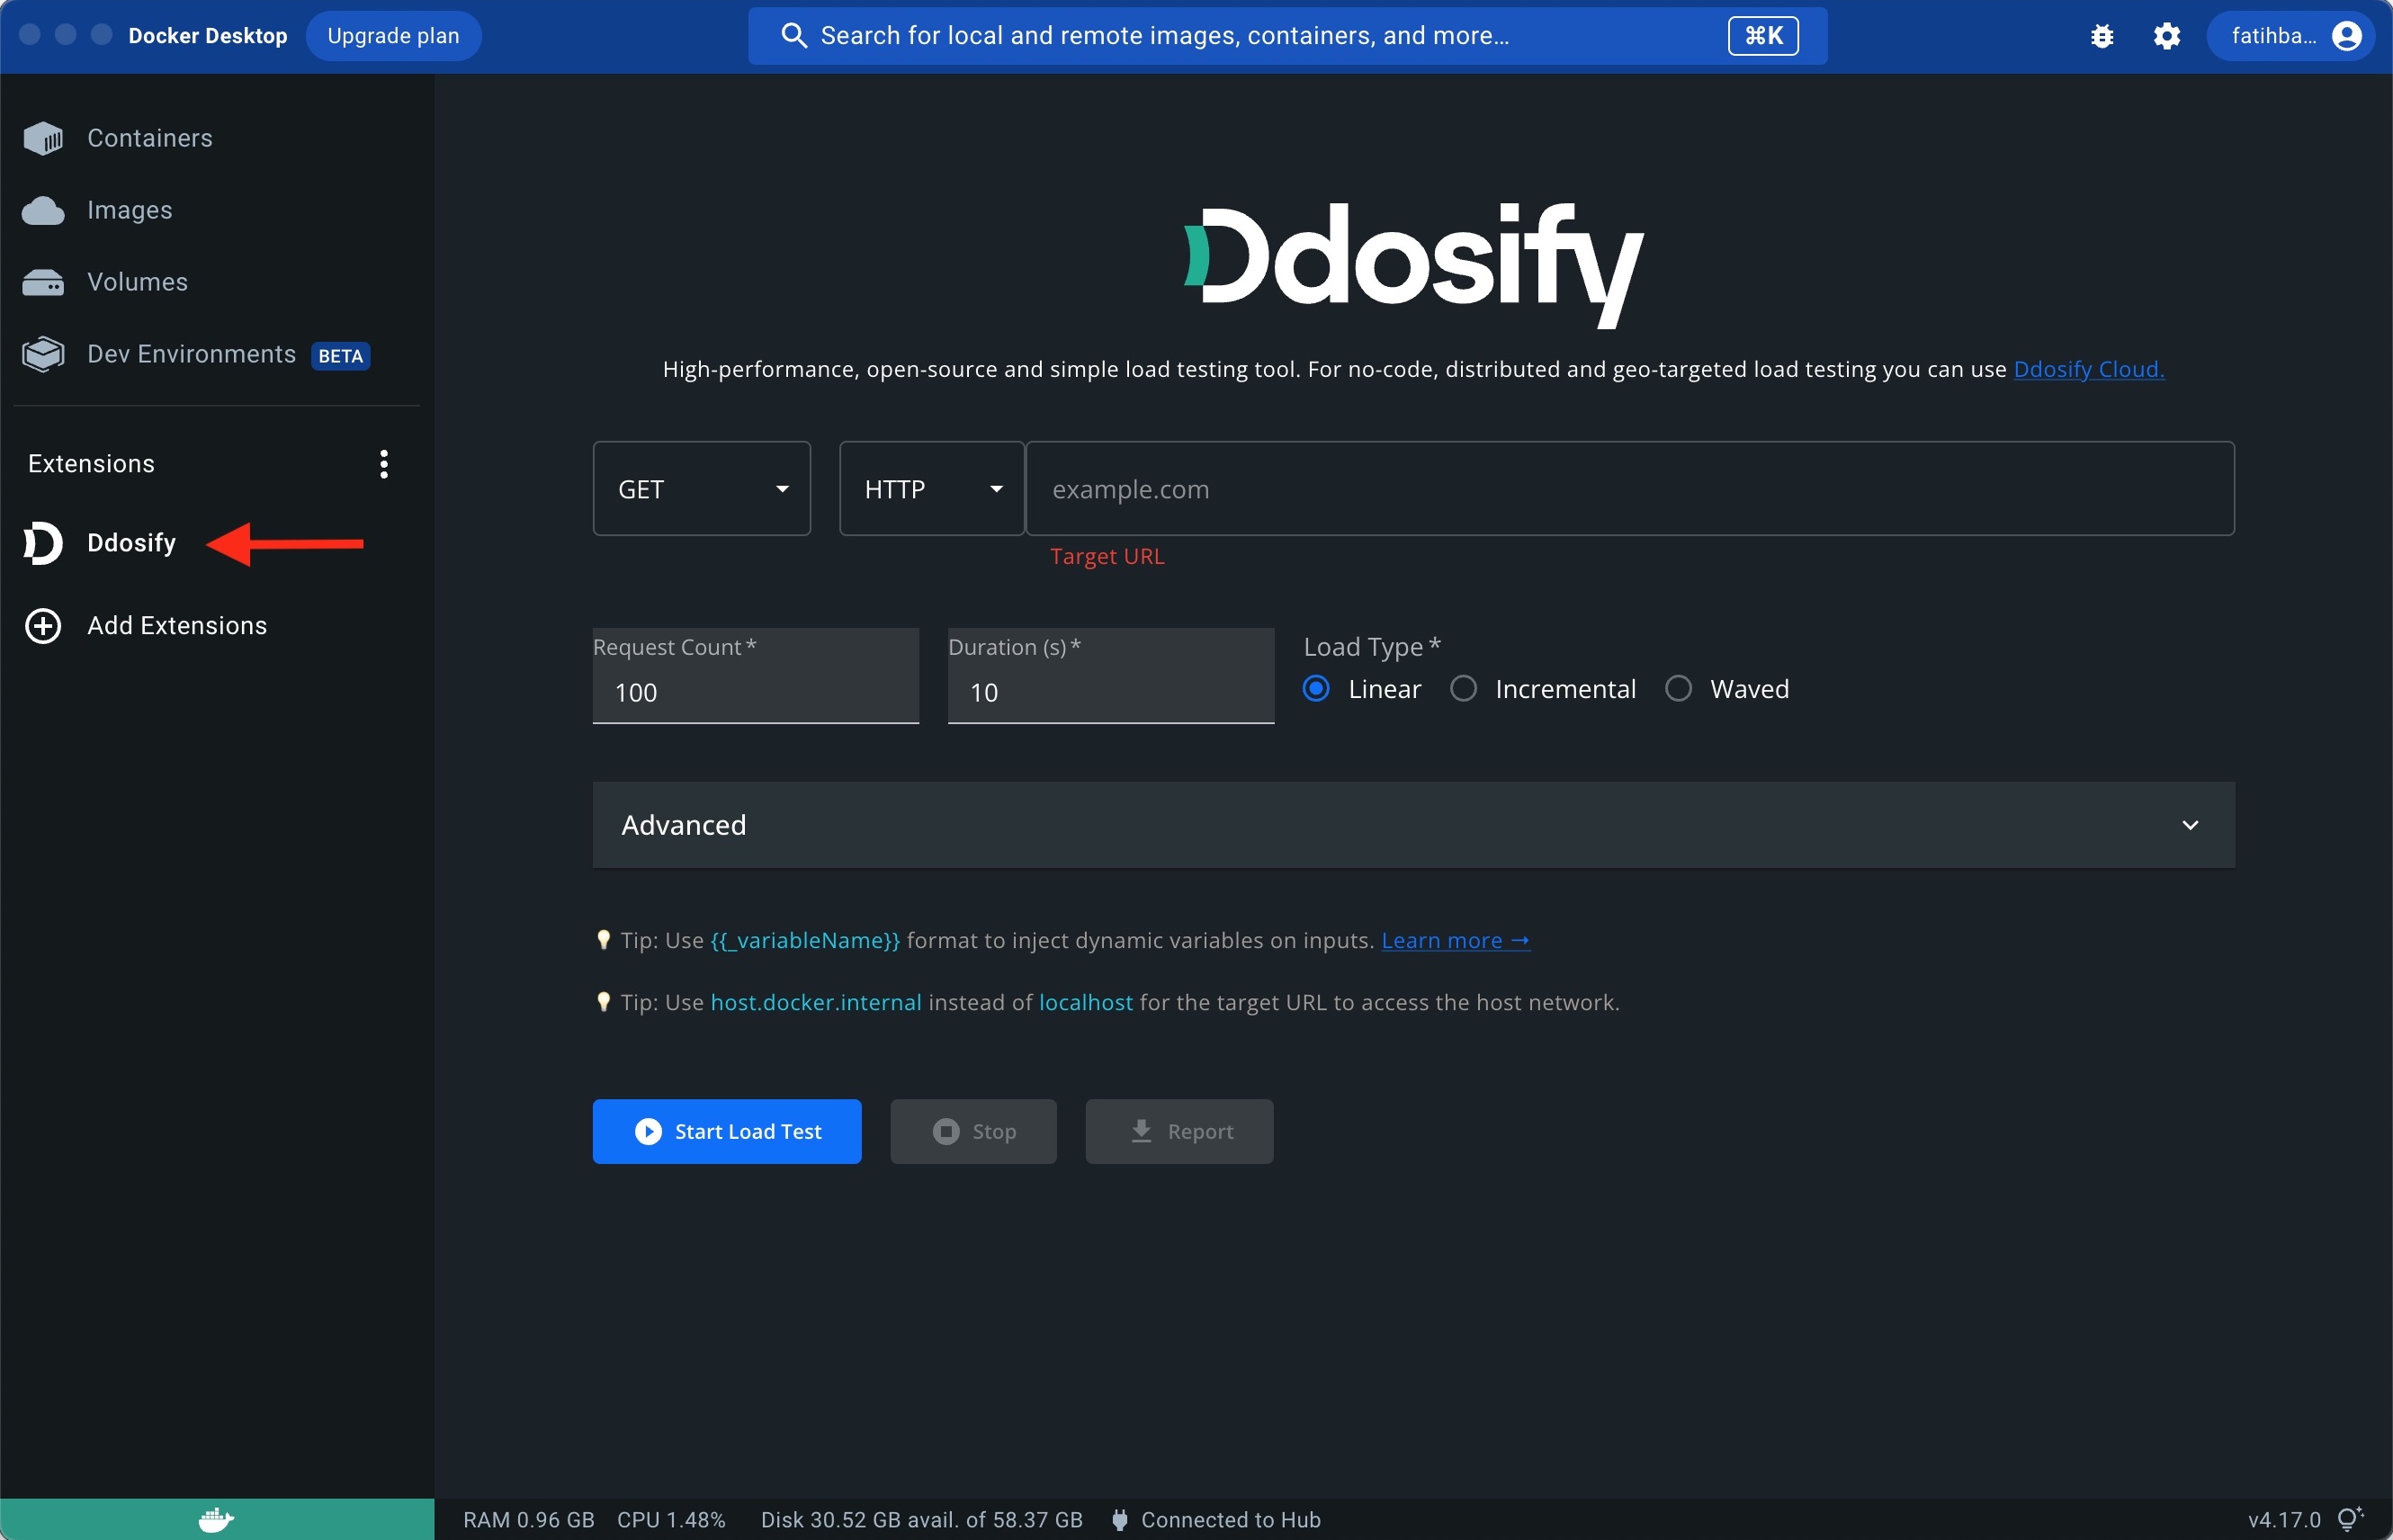 Docker Desktop
Upgrade plan
Search for local and remote images, containers, and more...
⌘K
fatihba...
Containers
Images
Volumes
Dev Environments BETA
Extensions
Ddosify
Add Extensions
Ddosify
High-performance, open-source and simple load testing tool. For no-code, distributed and geo-targeted load testing you can use Ddosify Cloud.
GET
HTTP
example.com
Target URL
Request Count *
100
Duration (s) *
10
Load Type *
Linear
Incremental
Waved
Advanced
Tip: Use {{_variableName}} format to inject dynamic variables on inputs. Learn more →
Tip: Use host.docker.internal instead of localhost for the target URL to access the host network.
Start Load Test
Stop
Report
RAM 0.96 GB CPU 1.48% Disk 30.52 GB avail. of 58.37 GB Connected to Hub
v4.17.0